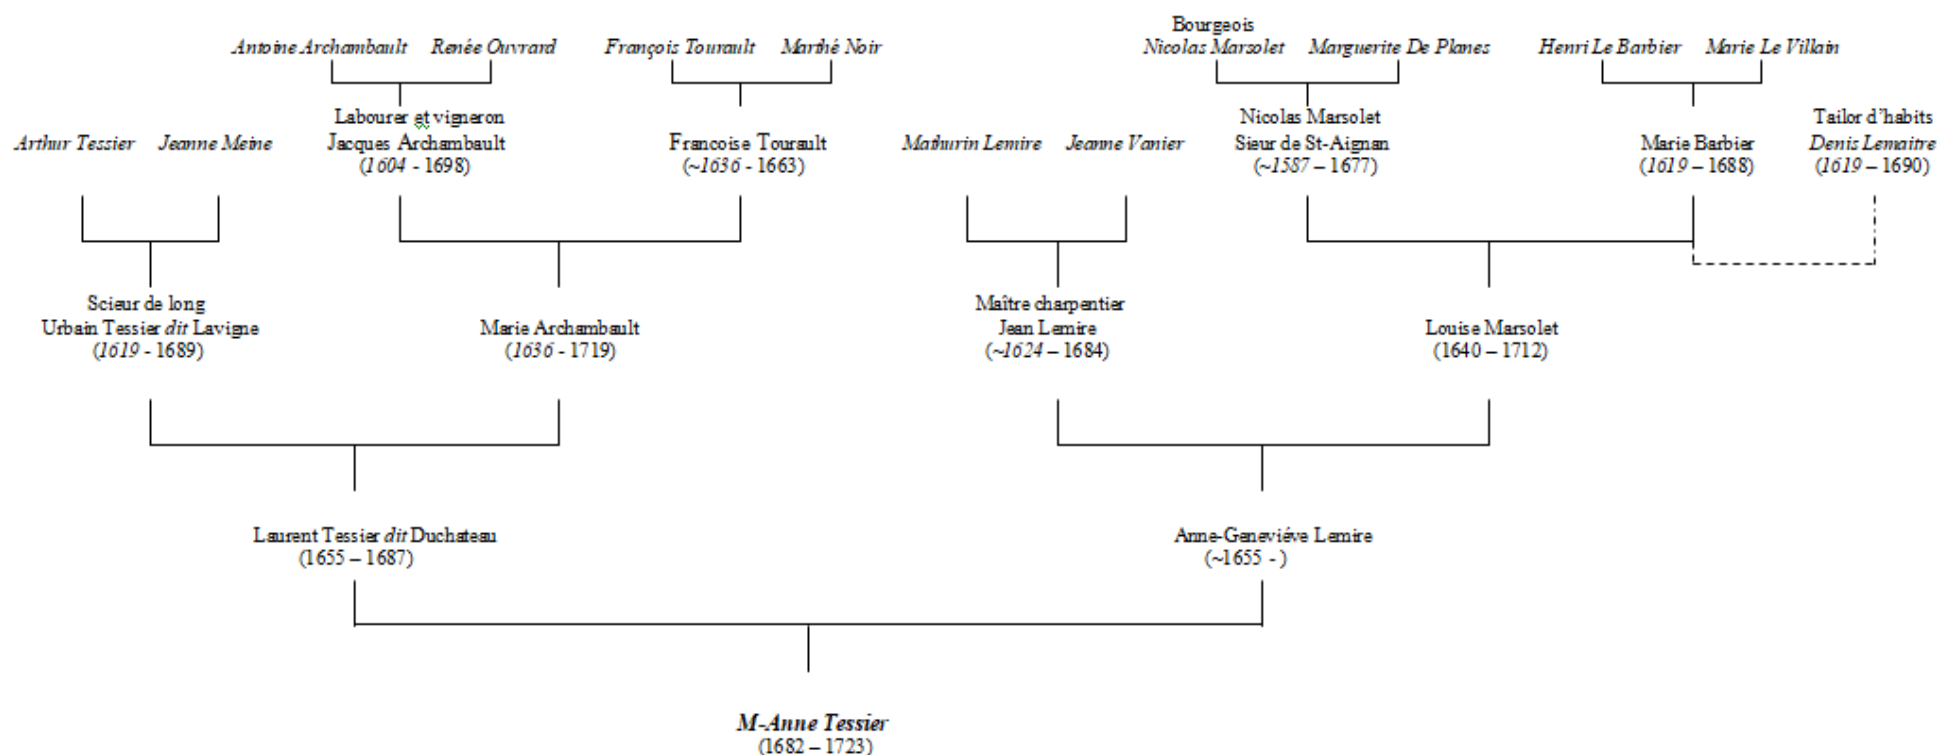 Bourgeois
Antoine Archambault Renée Ouvrard François Tourault Marthé Noir Nicolas Marsolet Marguerite De Planes Henri Le Barbier Marie Le Villain
Labourer et vigneron Nicolas Marsolet Tailor d'habits
Arthur Tessier Jeanne Meine Jacques Archambault Francoise Tourault Mathurin Lemire Jeanne Vanier Sieur de St-Aignan Marie Barbier Denis Lemaitre
(1604 - 1698) (~1636 - 1663) (~1587 – 1677) (1619 – 1688) (1619 – 1690)
Scieur de long Maître charpentier
Urbain Tessier dit Lavigne Marie Archambault Jean Lemire Louise Marsolet
(1619 - 1689) (1636 - 1719) (~1624 – 1684) (1640 – 1712)
Laurent Tessier dit Duchateau Anne-Geneviéve Lemire
(1655 – 1687) (~1655 - )
M-Anne Tessier
(1682 – 1723)